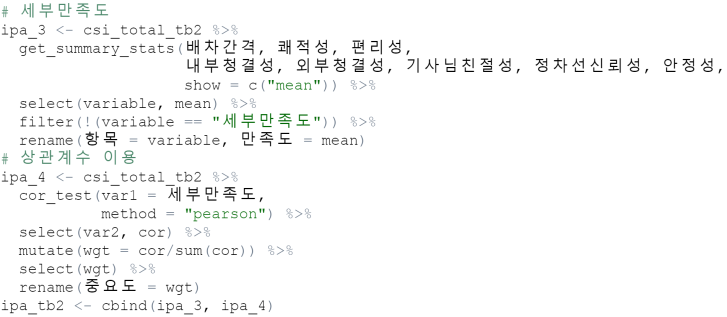 # 세부만족도
ipa_3 <- csi_total_tb2 %>%
get_summary_stats(배차간격, 쾌적성, 편리성,
내부청결성, 외부청결성, 기사님친절성, 정차선신뢰성, 안정성,
show = c("mean")) %>%
select(variable, mean) %>%
filter(!(variable == "세부만족도")) %>%
rename(항목 = variable, 만족도 = mean)
# 상관계수 이용
ipa_4 <- csi_total_tb2 %>%
cor_test(var1 = 세부만족도,
method = "pearson") %>%
select(var2, cor) %>%
mutate(wgt = cor/sum(cor)) %>%
select(wgt) %>%
rename(중요도 = wgt)
ipa_tb2 <- cbind(ipa_3, ipa_4)